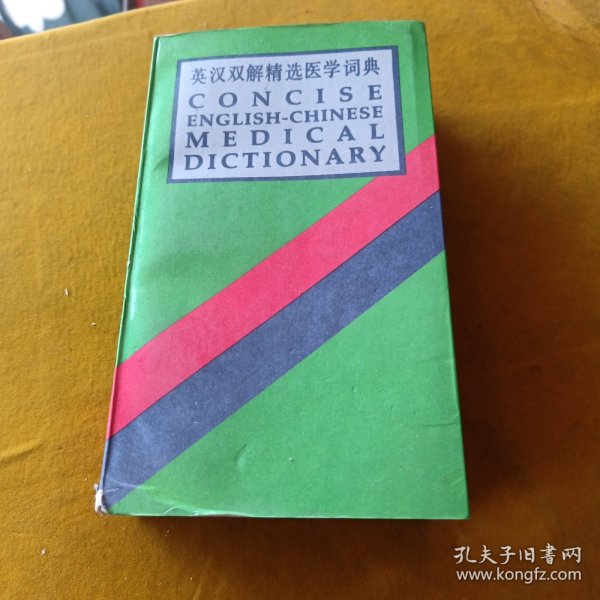 英汉双解精选医学词典
CONCISE
ENGLISH-CHINESE
MEDICAL
DICTIONARY
孔夫子旧书网
www.kongfz.com